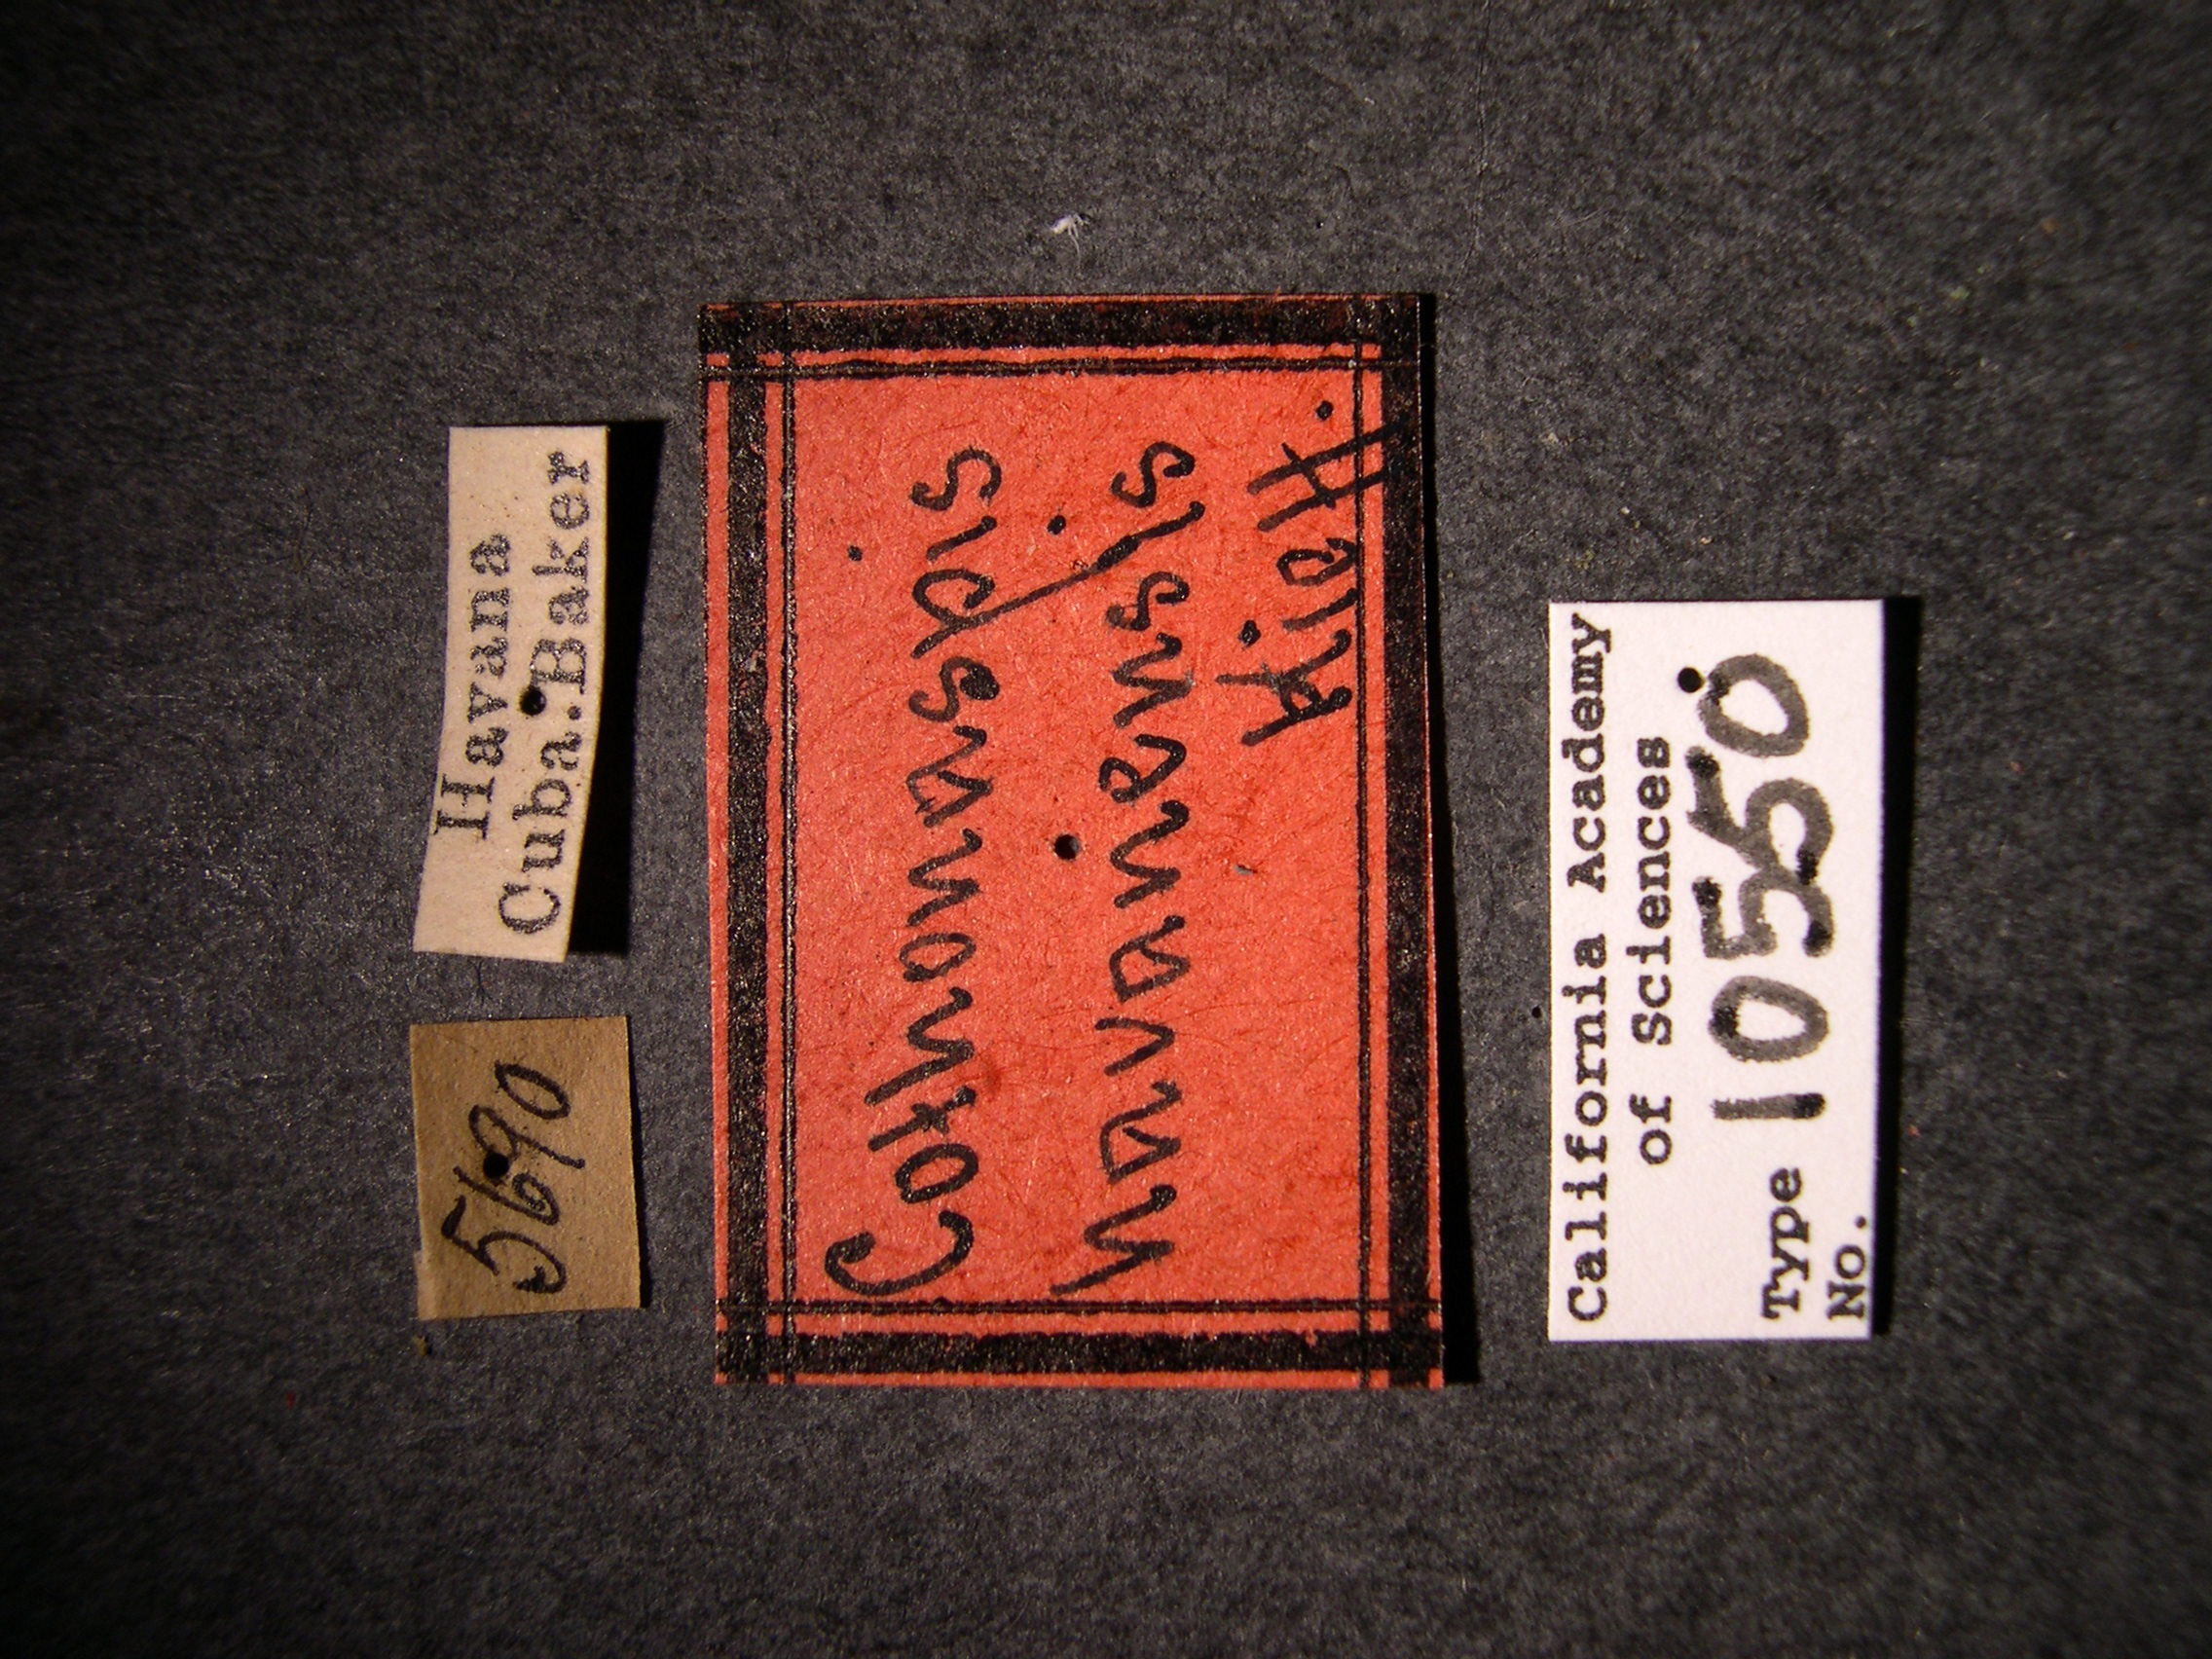 Havana
Cuba. Baker
5690
Cothonaspis
havanensis
Kieff.
California Academy
of Sciences
Type 10550
No.